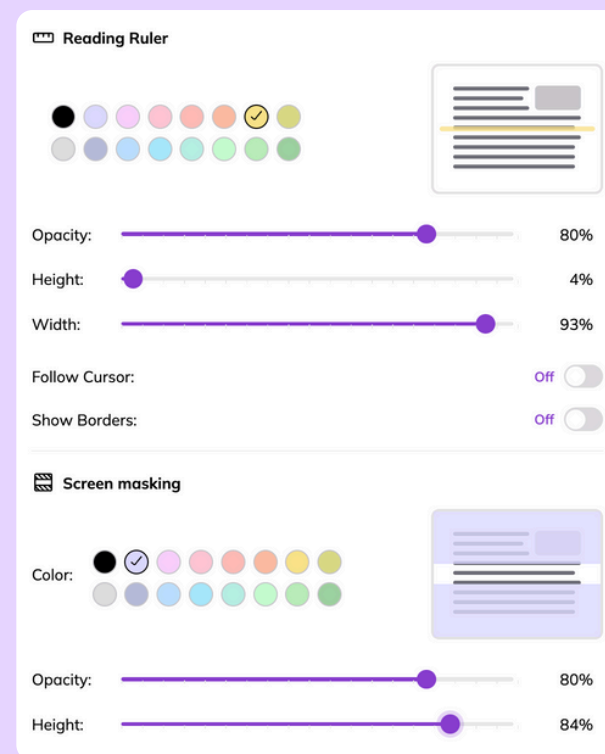 Reading Ruler
Opacity: 80%
Height: 4%
Width: 93%
Follow Cursor: Off
Show Borders: Off
Screen masking
Color:
Opacity: 80%
Height: 84%